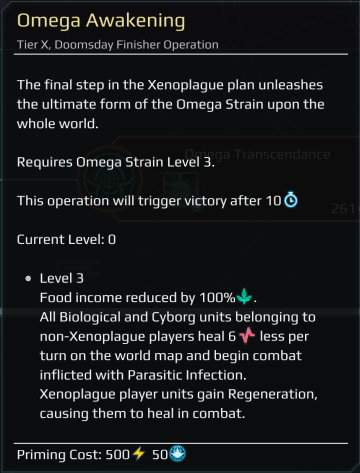 Omega Awakening
Tier X, Doomsday Finisher Operation
The final step in the Xenoplague plan unleashes
the ultimate form of the Omega Strain upon the
whole world.
Omega Transcendance
Requires Omega Strain Level 3.
This operation will trigger victory after 10
261
Current Level: 0
• Level 3
Food income reduced by 100%.
All Biological and Cyborg units belonging to
non-Xenoplague players heal 6 less per
turn on the world map and begin combat
inflicted with Parasitic Infection.
Xenoplague player units gain Regeneration,
causing them to heal in combat.
Priming Cost: 500 50